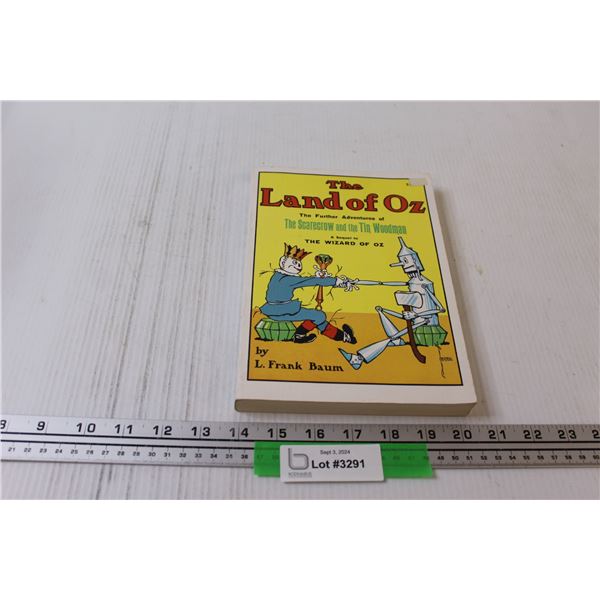 The
Land of Oz
The Further Adventures of
The Scarecrow and the Tin Woodman
A Sequel to
THE WIZARD OF OZ
by
L. Frank Baum
8 9 10 11 12 13 14 15 16 17 18 19 20 21 22 23 2
Sept 3, 2024
b
Lot #3291